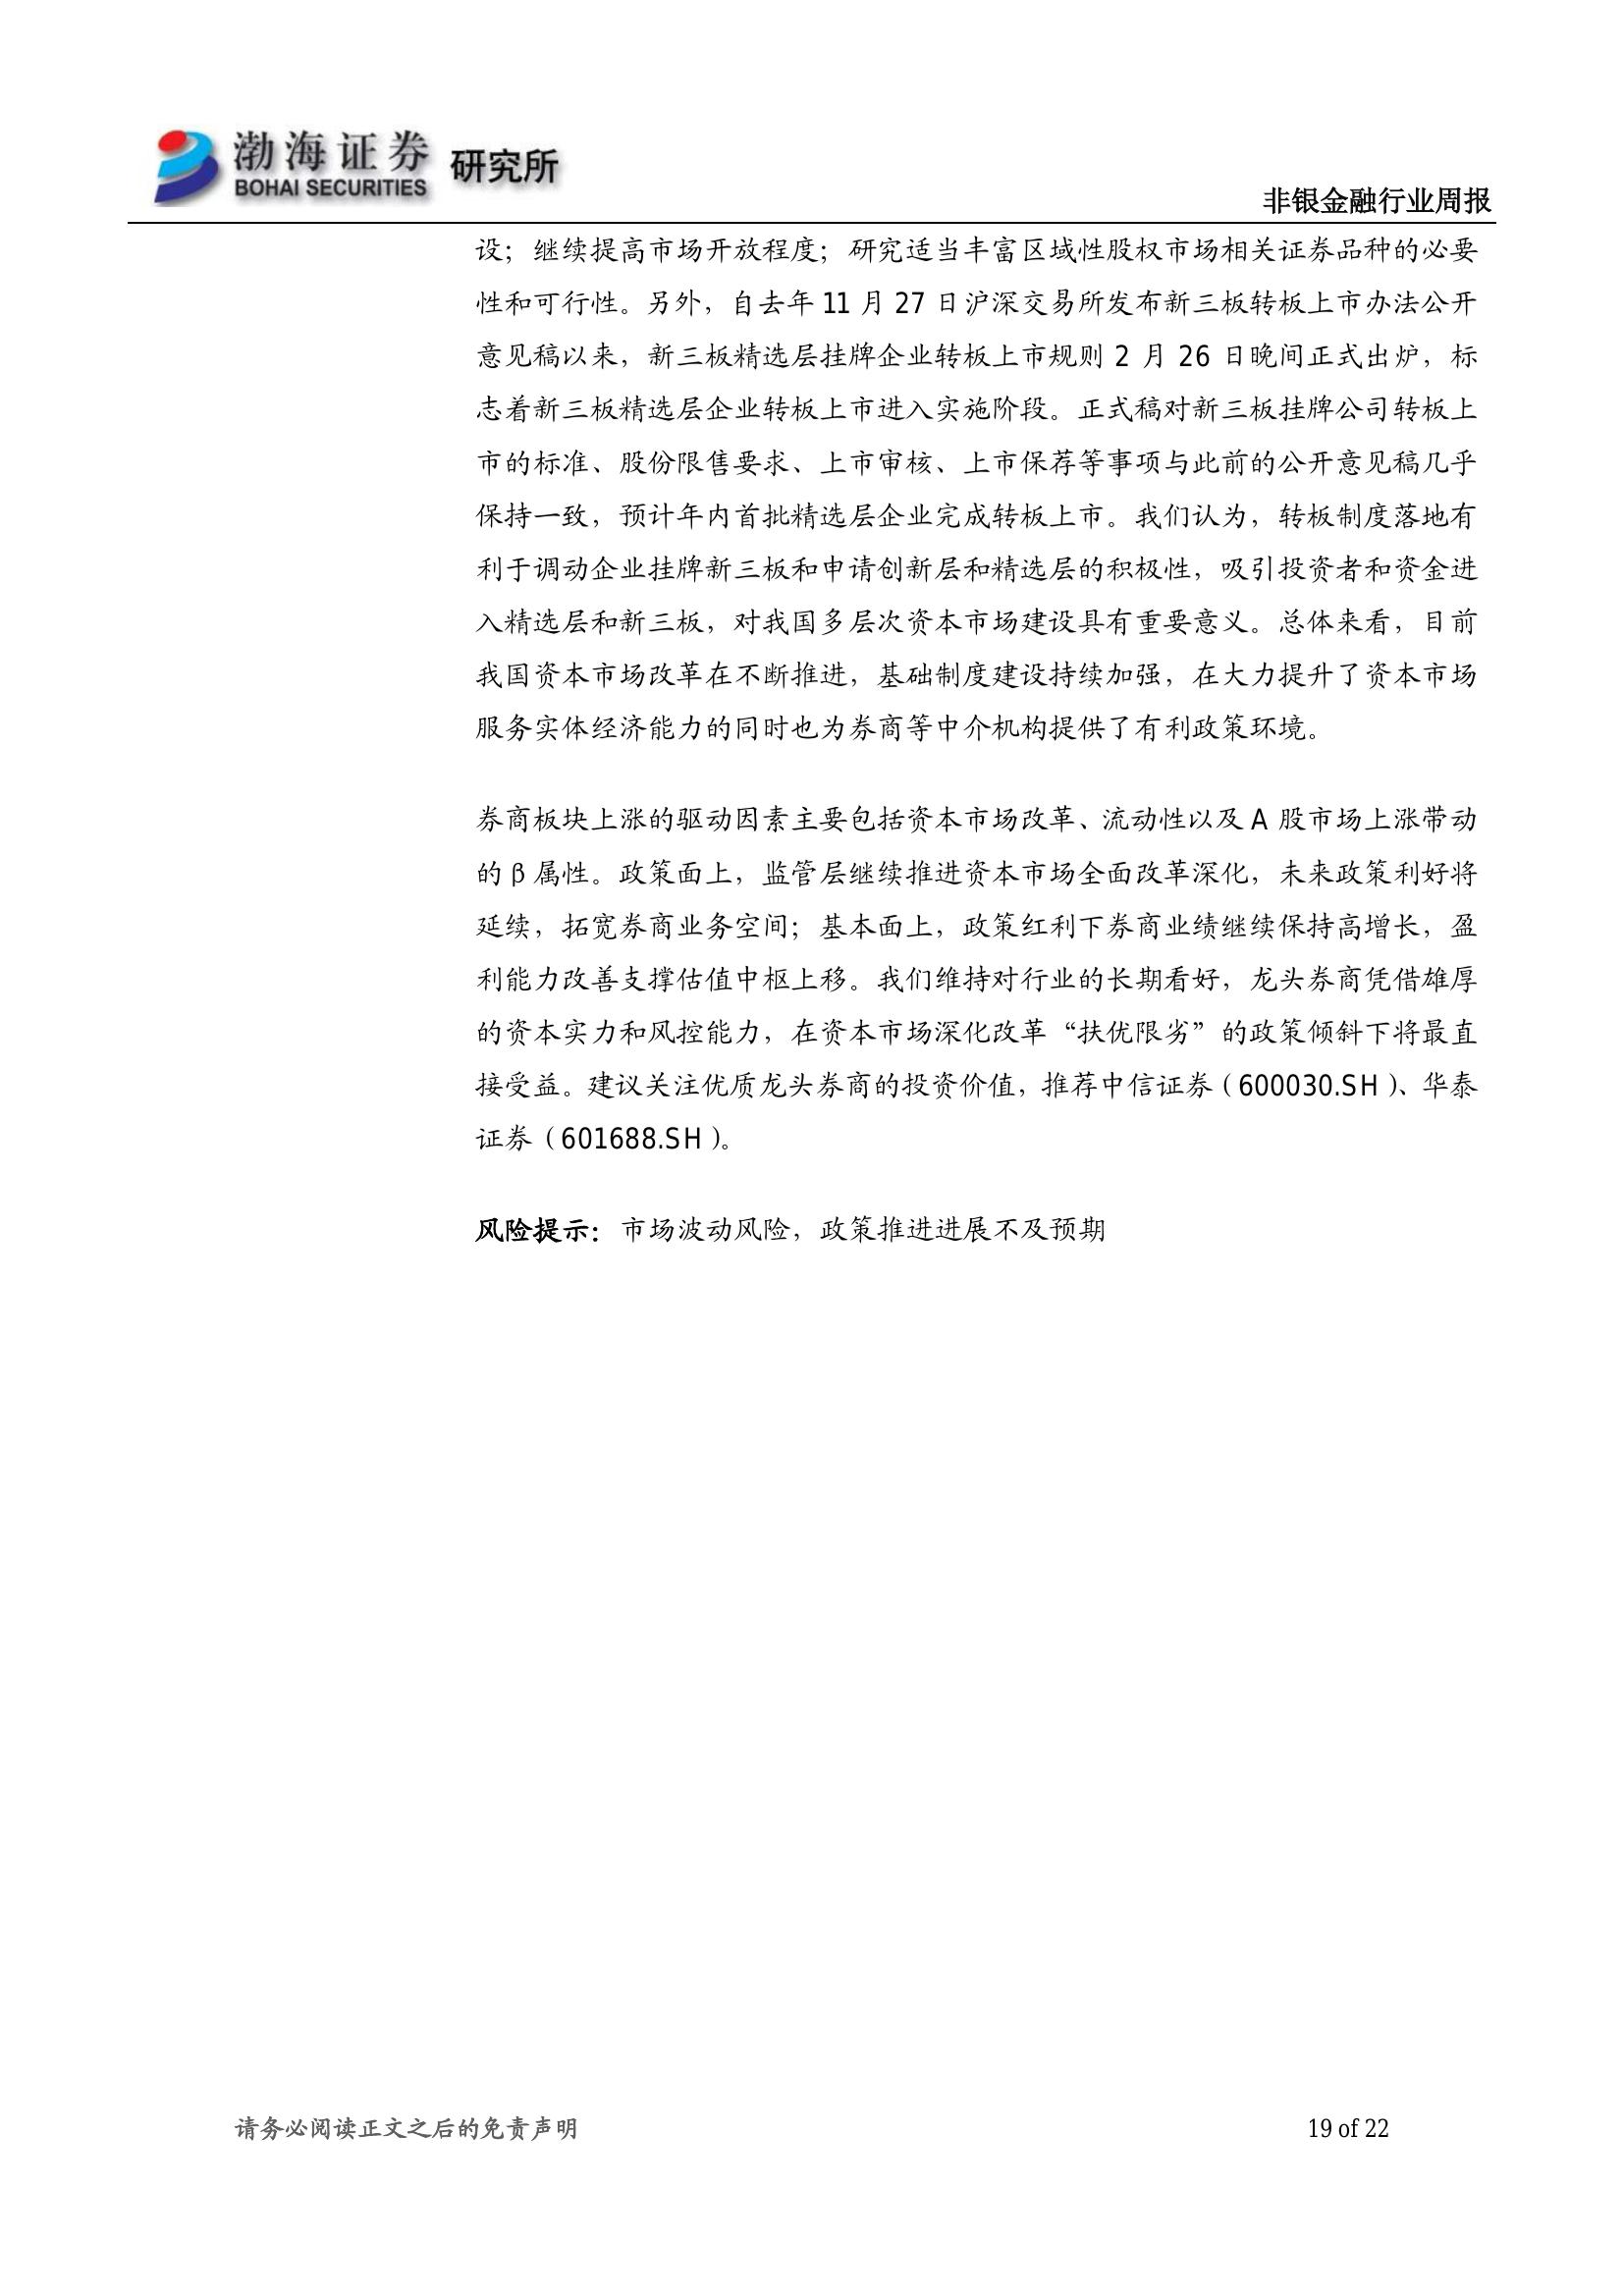 渤海证券 研究所
BOHAI SECURITIES
非银金融行业周报
设；继续提高市场开放程度；研究适当丰富区域性股权市场相关证券品种的必要
性和可行性。另外，自去年 11 月 27 日沪深交易所发布新三板转板上市办法公开
意见稿以来，新三板精选层挂牌企业转板上市规则 2 月 26 日晚间正式出炉，标
志着新三板精选层企业转板上市进入实施阶段。正式稿对新三板挂牌公司转板上
市的标准、股份限售要求、上市审核、上市保荐等事项与此前的公开意见稿几乎
保持一致，预计年内首批精选层企业完成转板上市。我们认为，转板制度落地有
利于调动企业挂牌新三板和申请创新层和精选层的积极性，吸引投资者和资金进
入精选层和新三板，对我国多层次资本市场建设具有重要意义。总体来看，目前
我国资本市场改革在不断推进，基础制度建设持续加强，在大力提升了资本市场
服务实体经济能力的同时也为券商等中介机构提供了有利政策环境。
券商板块上涨的驱动因素主要包括资本市场改革、流动性以及 A 股市场上涨带动
的 β 属性。政策面上，监管层继续推进资本市场全面改革深化，未来政策利好将
延续，拓宽券商业务空间；基本面上，政策红利下券商业绩继续保持高增长，盈
利能力改善支撑估值中枢上移。我们维持对行业的长期看好，龙头券商凭借雄厚
的资本实力和风控能力，在资本市场深化改革“扶优限劣”的政策倾斜下将最直
接受益。建议关注优质龙头券商的投资价值，推荐中信证券（600030.SH）、华泰
证券（601688.SH）。
风险提示：市场波动风险，政策推进进展不及预期
请务必阅读正文之后的免责声明
19 of 22